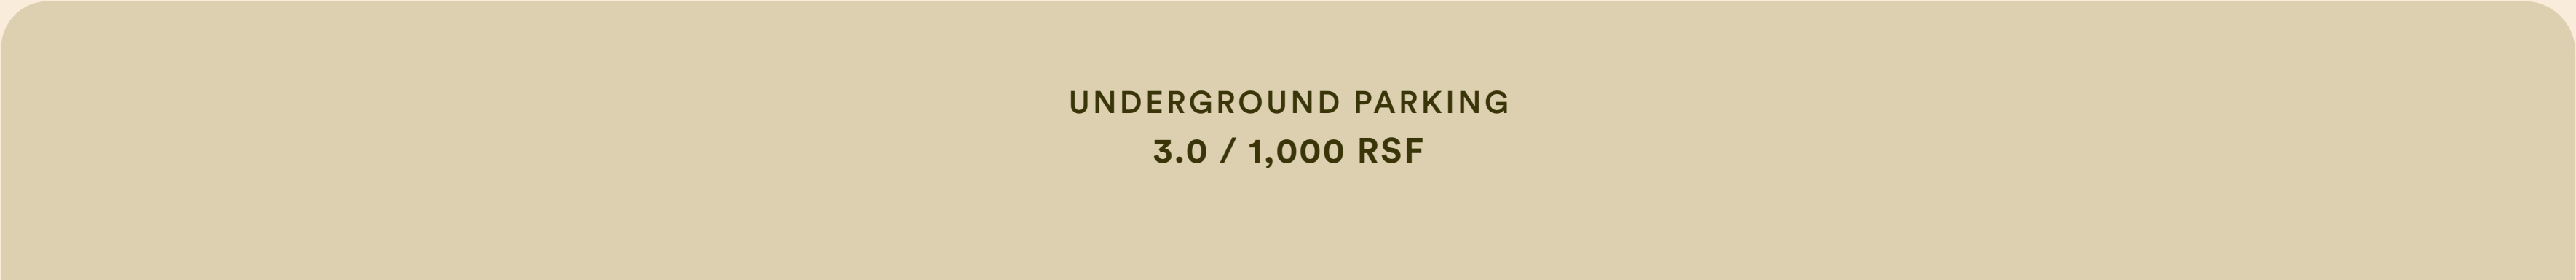 UNDERGROUND PARKING
3.0 / 1,000 RSF